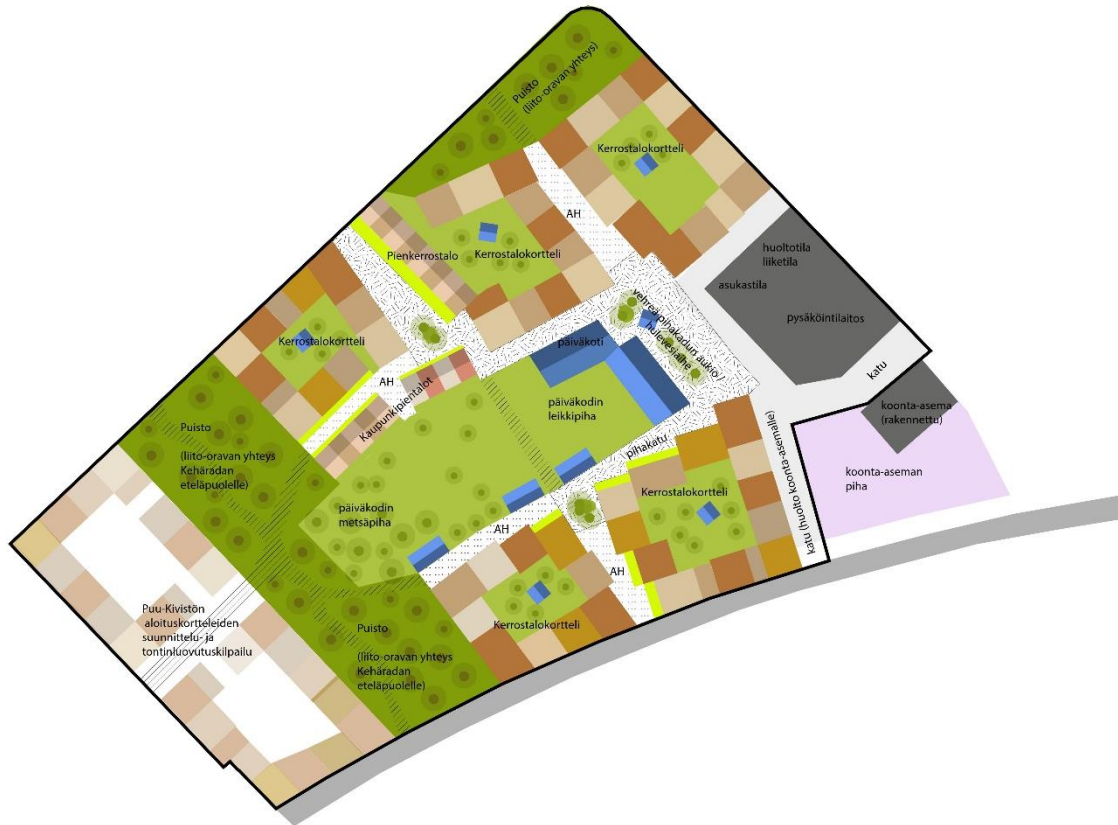 Puisto
(liito-oravan yhteys)
Kerrostalokortteli
AH
Pienkerrostalo
Kerrostalokortteli
huoltotila
liiketila
asukastila
pysäköintilaitos
vehreä pihakadun aukio /
hulevesiaihe
Kerrostalokortteli
päiväkoti
katu
AH
Kaupunkipientalot
päiväkodin
leikkipiha
koonta-asema
(rakennettu)
Puisto
(liito-oravan yhteys
Kehäradan
eteläpuolelle)
pihakatu
koonta-aseman
piha
katu (huolto koonta-asemalle)
Kerrostalokortteli
päiväkodin
metsäpiha
AH
AH
Puu-Kivistön
aloituskortteleiden
suunnittelu- ja
tontinluovutuskilpailu
Puisto
(liito-oravan yhteys
Kehäradan
eteläpuolelle)
Kerrostalokortteli